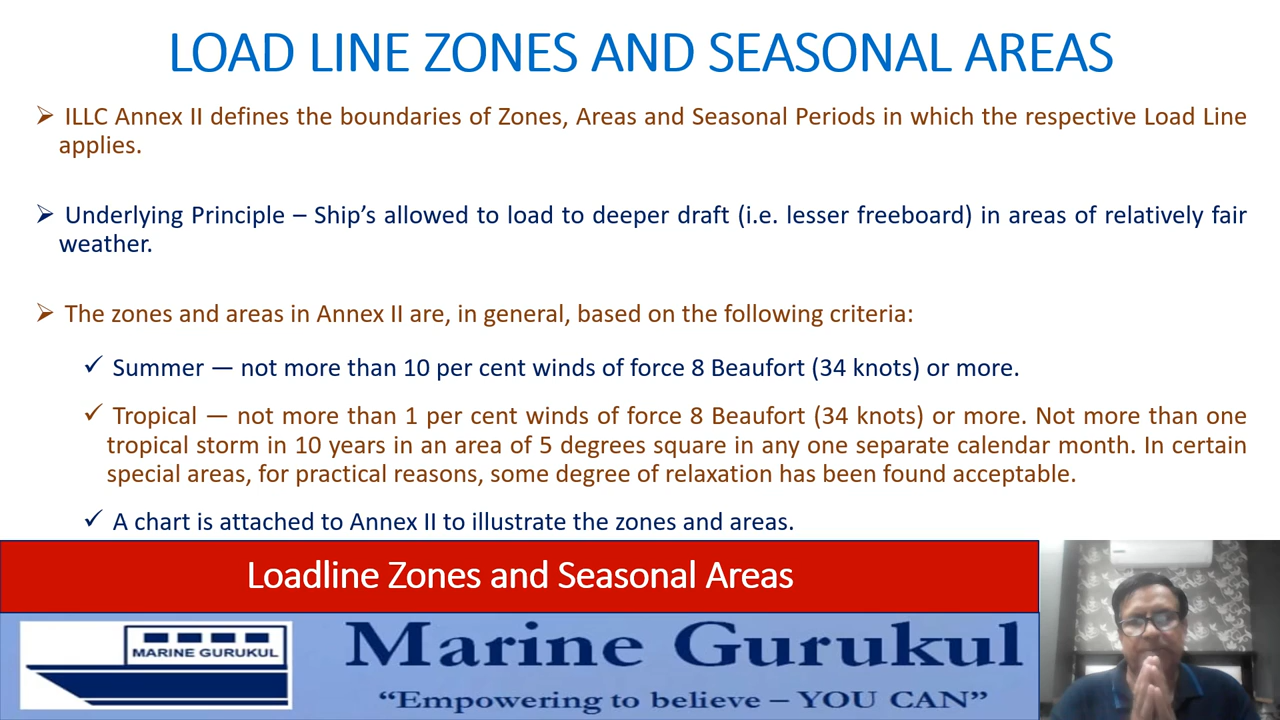 LOAD LINE ZONES AND SEASONAL AREAS
➢ ILLC Annex II defines the boundaries of Zones, Areas and Seasonal Periods in which the respective Load Line
applies.
➢ Underlying Principle – Ship’s allowed to load to deeper draft (i.e. lesser freeboard) in areas of relatively fair
weather.
➢ The zones and areas in Annex II are, in general, based on the following criteria:
✓ Summer — not more than 10 per cent winds of force 8 Beaufort (34 knots) or more.
✓ Tropical — not more than 1 per cent winds of force 8 Beaufort (34 knots) or more. Not more than one
tropical storm in 10 years in an area of 5 degrees square in any one separate calendar month. In certain
special areas, for practical reasons, some degree of relaxation has been found acceptable.
✓ A chart is attached to Annex II to illustrate the zones and areas.
Loadline Zones and Seasonal Areas
MARINE GURUKUL
Marine Gurukul
“Empowering to believe – YOU CAN”